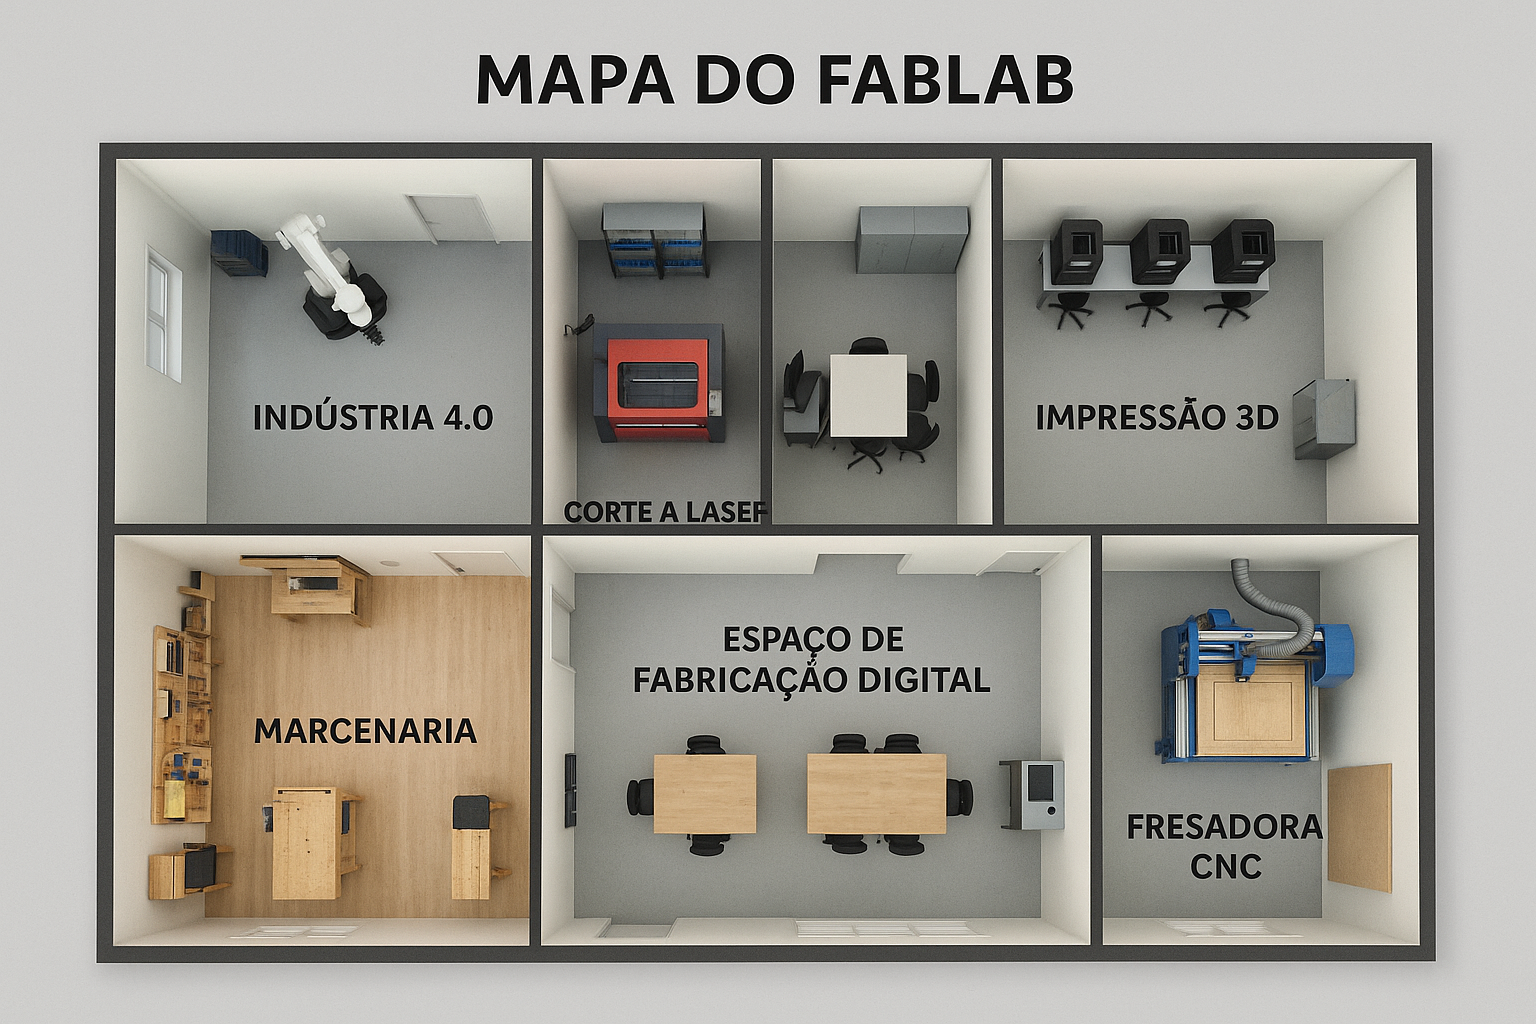 MAPA DO FABLAB
INDÚSTRIA 4.0
CORTE A LASEF
IMPRESSÃO 3D
MARCENARIA
ESPAÇO DE
FABRICAÇÃO DIGITAL
FRESADORA
CNC